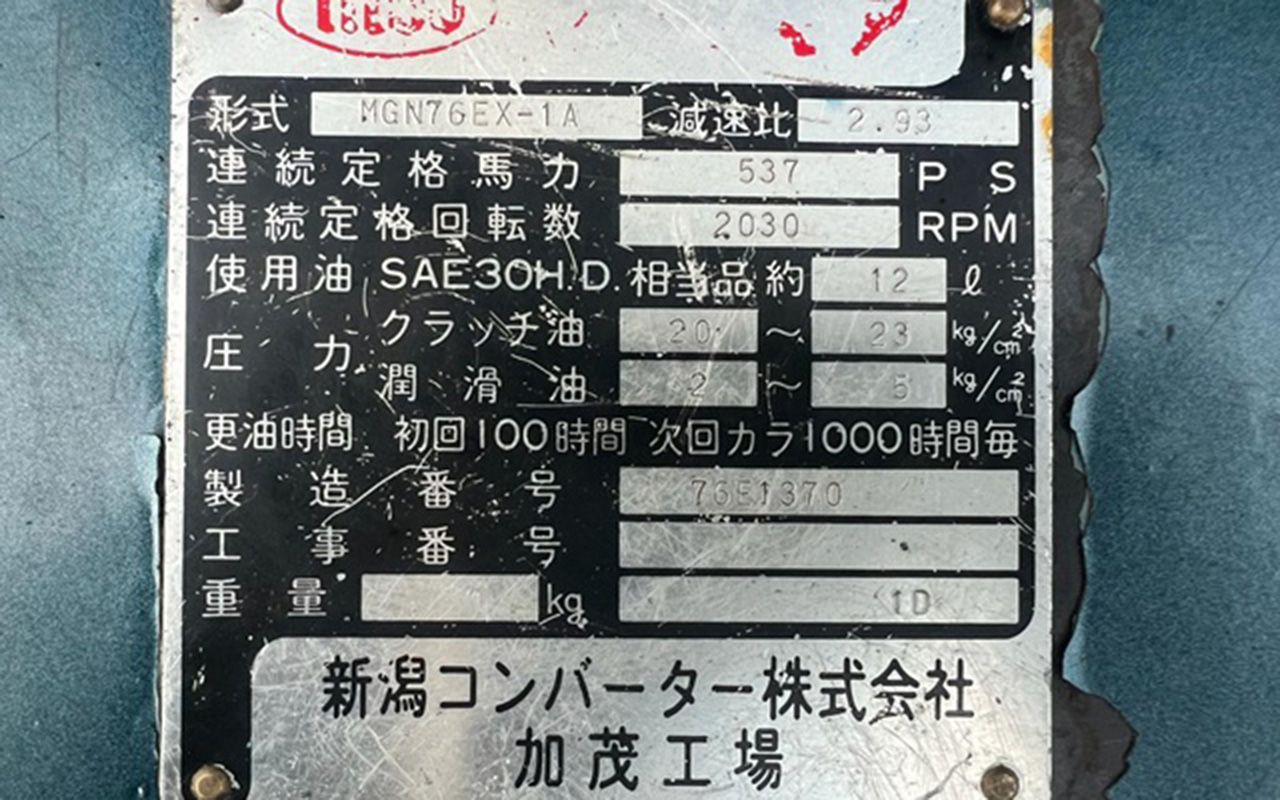 形式 MGN76EX-1A 減速比 2.93
連続定格馬力 537 PS
連続定格回転数 2030 RPM
使用油 SAE30H.D.相当品約 12 ℓ
圧力 クラッチ油 20 〜 23 kg/cm²
潤滑油 2 〜 5 kg/cm²
更油時間 初回100時間 次回カラ1000時間毎
製造番号 76E1370
工事番号
重量 kg 1D
新潟コンバーター株式会社
加茂工場